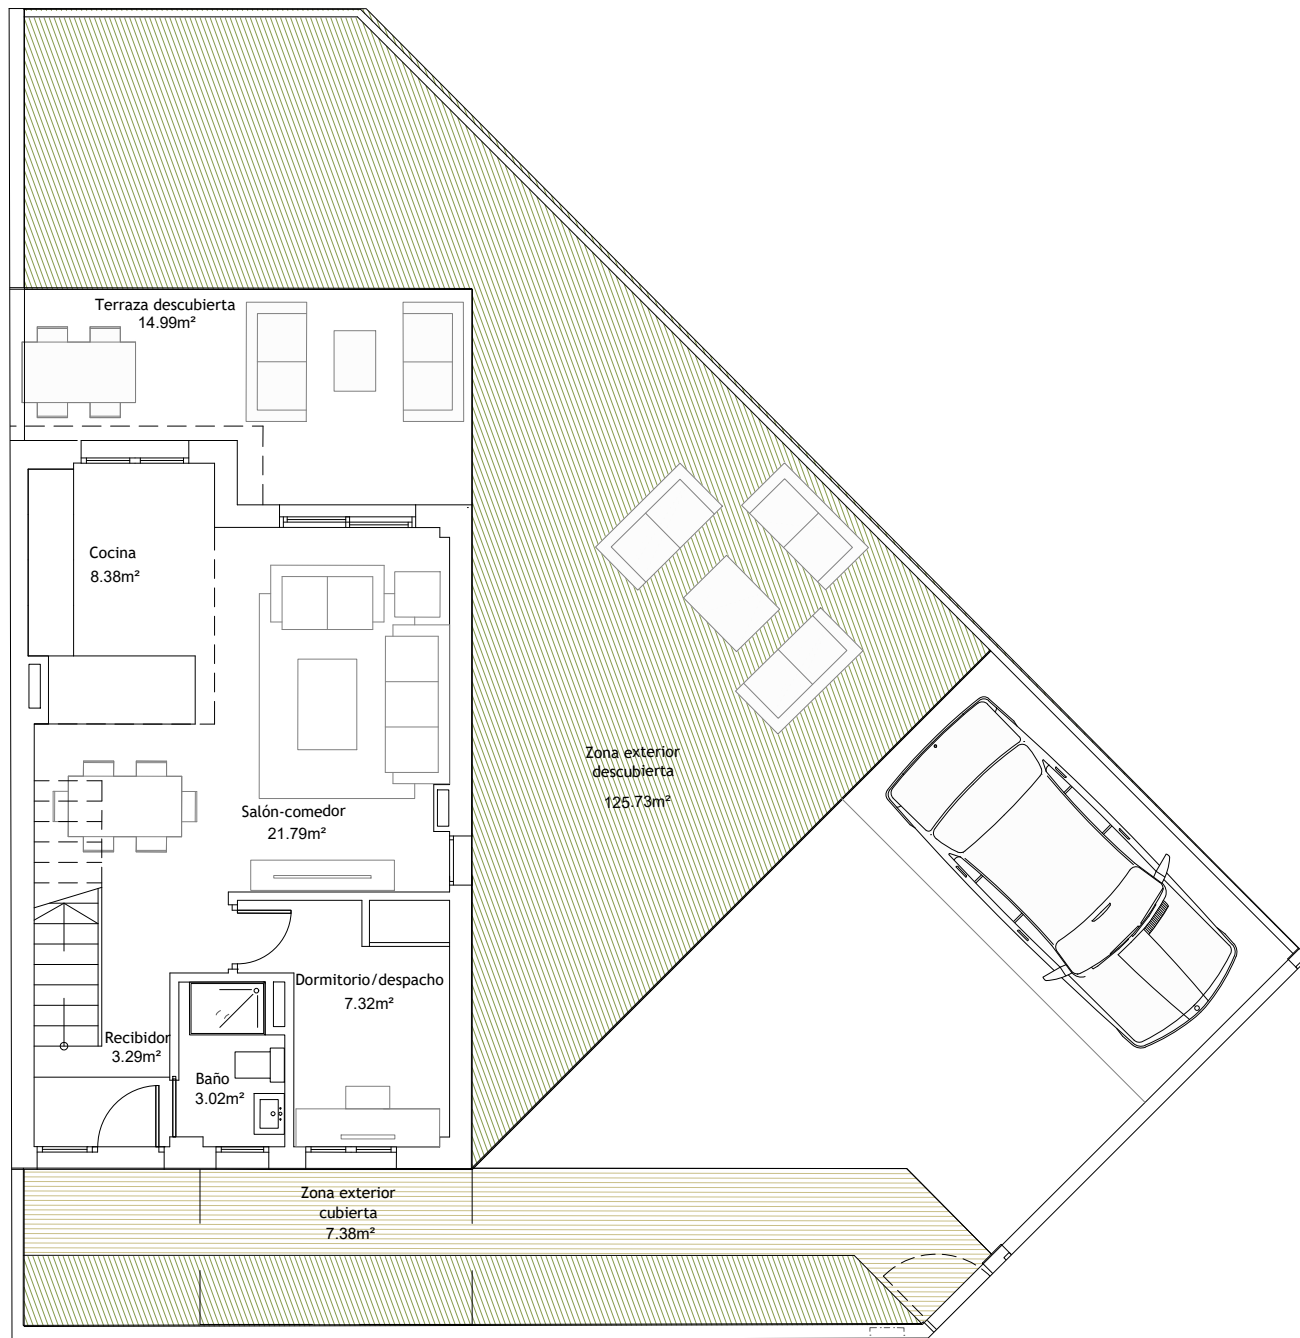 Terraza descubierta
14.99m²
Cocina
8.38m²
Zona exterior
descubierta
125.73m²
Salón-comedor
21.79m²
Dormitorio/despacho
7.32m²
Recibidor
3.29m²
Baño
3.02m²
Zona exterior
cubierta
7.38m²